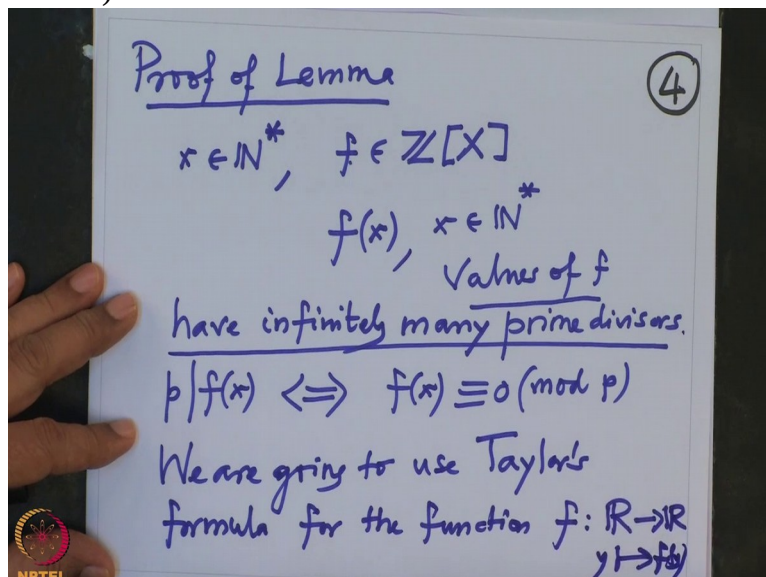 Proof of Lemma
4
x ∈ ℕ*, f ∈ ℤ[X]
f(x), x ∈ ℕ*
Values of f
have infinitely many prime divisors.
p | f(x) ⟺ f(x) ≡ 0 (mod p)
We are going to use Taylor's
formula for the function f: ℝ → ℝ
y ↦ f(y)
NPTEL